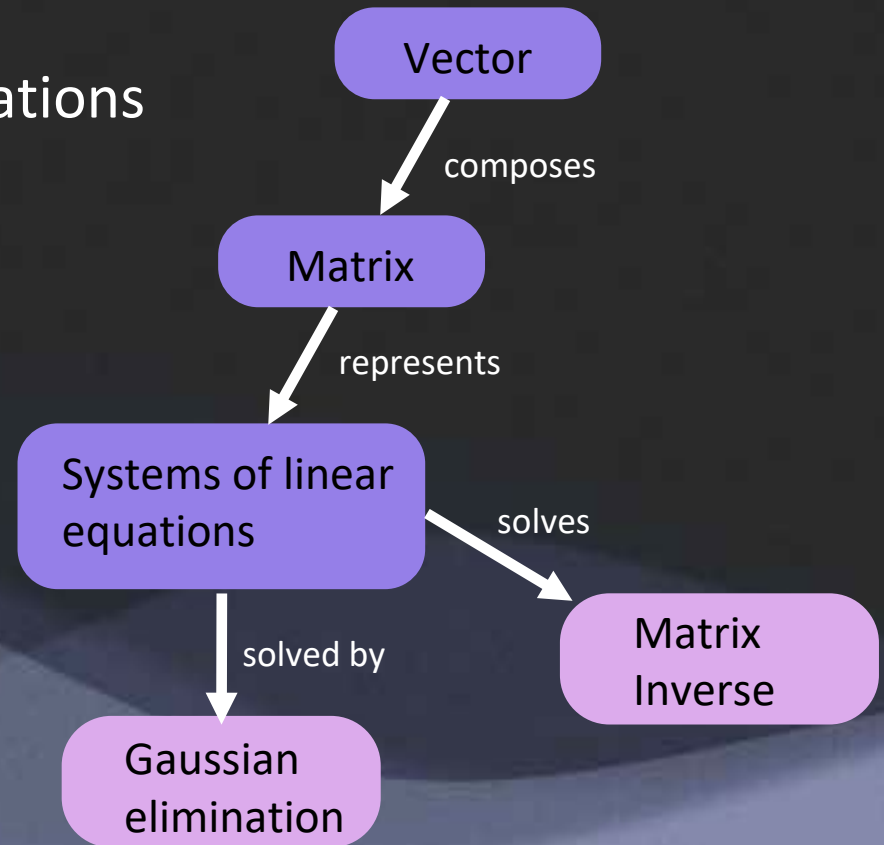 Vector
ations
composes
Matrix
represents
Systems of linear
equations
solves
solved by
Matrix
Inverse
Gaussian
elimination